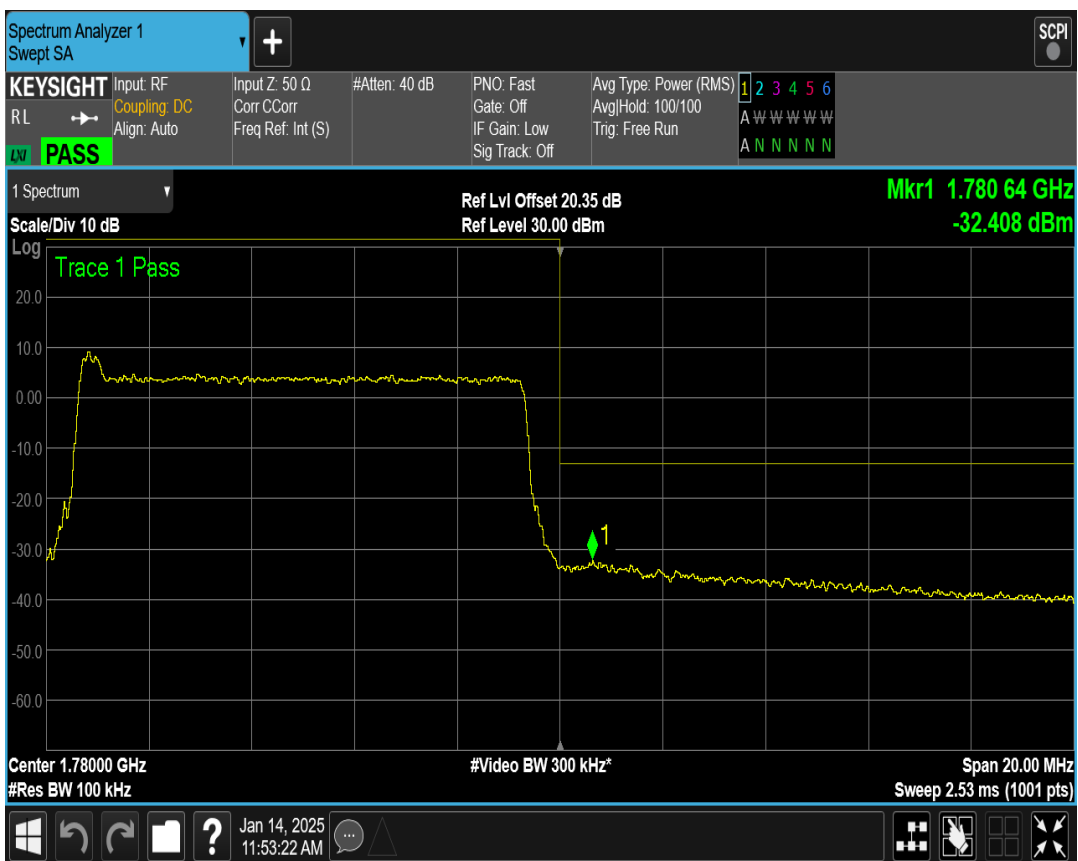 Spectrum Analyzer 1
Swept SA
+
SCPI
KEYSIGHT
RL
LXI
PASS
Input: RF
Coupling: DC
Align: Auto
Input Z: 50 Ω
Corr CCorr
Freq Ref: Int (S)
#Atten: 40 dB
PNO: Fast
Gate: Off
IF Gain: Low
Sig Track: Off
Avg Type: Power (RMS)
Avg|Hold: 100/100
Trig: Free Run
1 2 3 4 5 6
A W W W W W
A N N N N N
1 Spectrum
Scale/Div 10 dB
Ref Lvl Offset 20.35 dB
Ref Level 30.00 dBm
Mkr1 1.780 64 GHz
-32.408 dBm
Log
Trace 1 Pass
20.0
10.0
0.00
-10.0
-20.0
-30.0
-40.0
-50.0
-60.0
1
Center 1.78000 GHz
#Res BW 100 kHz
#Video BW 300 kHz*
Span 20.00 MHz
Sweep 2.53 ms (1001 pts)
?
Jan 14, 2025
11:53:22 AM